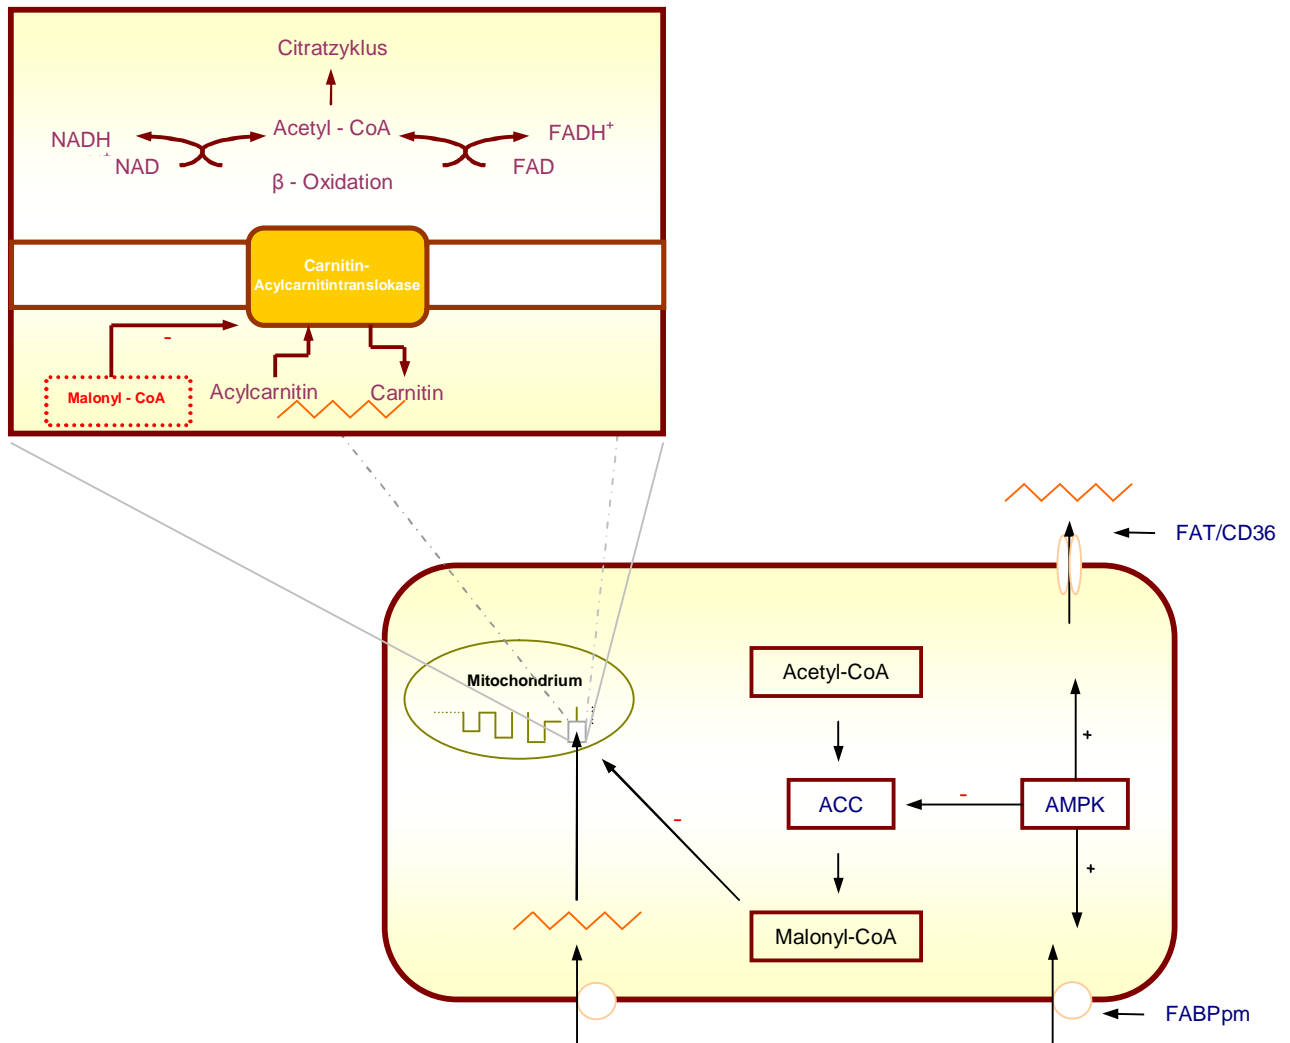 Citratzyklus
Acetyl - CoA
NADH
NAD
FADH+
FAD
β - Oxidation
Carnitin-
Acylcarnitintranslokase
-
Malonyl - CoA
Acylcarnitin
Carnitin
FAT/CD36
Mitochondrium
Acetyl-CoA
+
ACC
-
AMPK
-
+
Malonyl-CoA
FABPpm